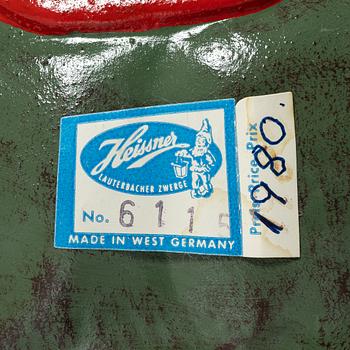 Heissner
LAUTERBACHER ZWERGE
No. 6115
MADE IN WEST GERMANY
Preis Price Prix
1980.